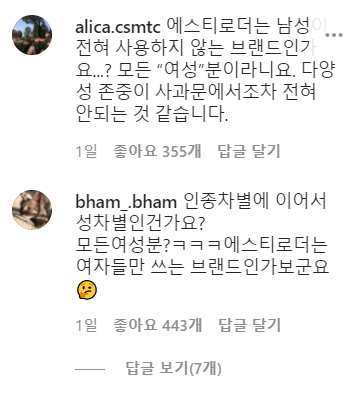 alica.csmtc 에스티로더는 남성이 ...
전혀 사용하지 않는 브랜드인가
요...? 모든 “여성”분이라니요. 다양
성 존중이 사과문에서조차 전혀
안되는 것 같습니다.
1일 좋아요 355개 답글 달기
bham_.bham 인종차별에 이어서
성차별인건가요?
모든여성분?ㅋㅋㅋ에스티로더는
여자들만 쓰는 브랜드인가보군요
🤔
1일 좋아요 443개 답글 달기
답글 보기(7개)